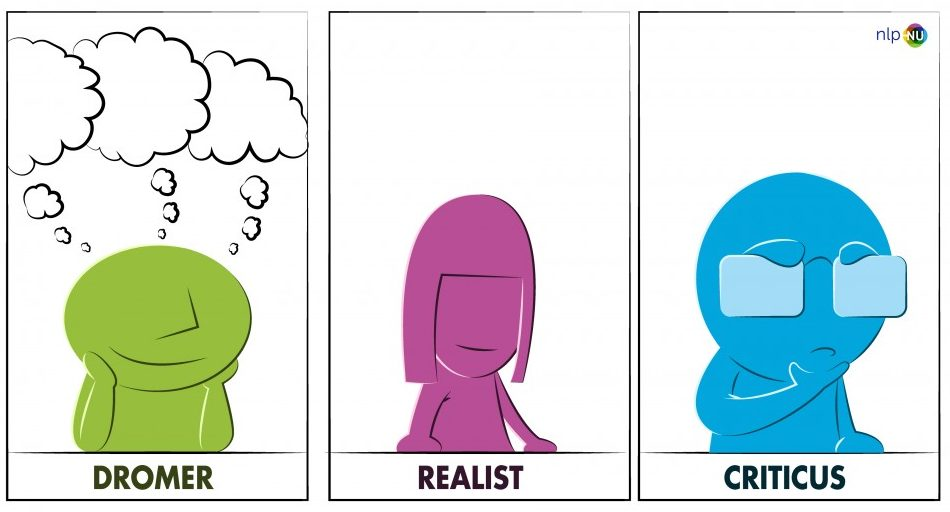 nlp NU
DROMER
REALIST
CRITICUS